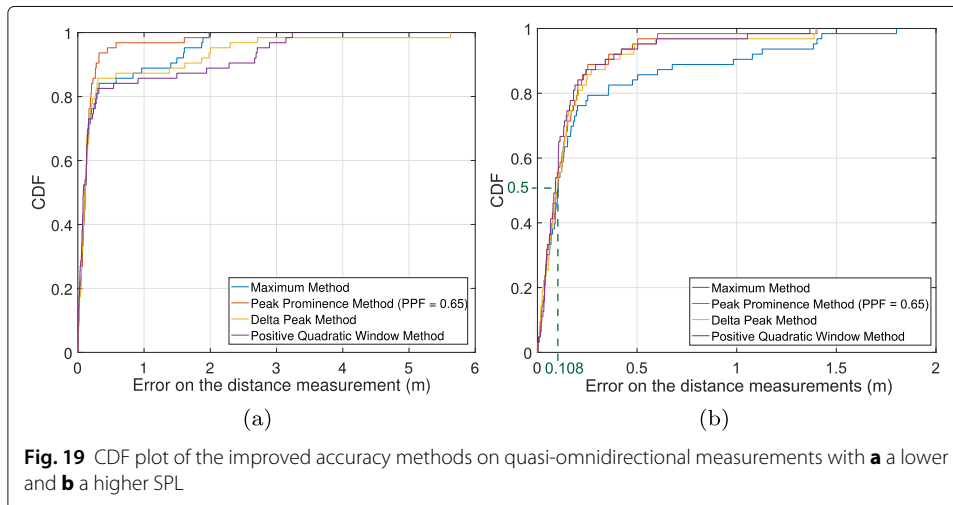 1
0.8
0.6
0.4
0.2
0
CDF
0 1 2 3 4 5 6
Error on the distance measurement (m)
Maximum Method
Peak Prominence Method (PPF = 0.65)
Delta Peak Method
Positive Quadratic Window Method
(a)
1
0.8
0.6
0.5
0.4
0.2
0
CDF
0 0.108 0.5 1 1.5 2
Error on the distance measurements (m)
Maximum Method
Peak Prominence Method (PPF = 0.65)
Delta Peak Method
Positive Quadratic Window Method
(b)
Fig. 19 CDF plot of the improved accuracy methods on quasi-omnidirectional measurements with a a lower
and b a higher SPL